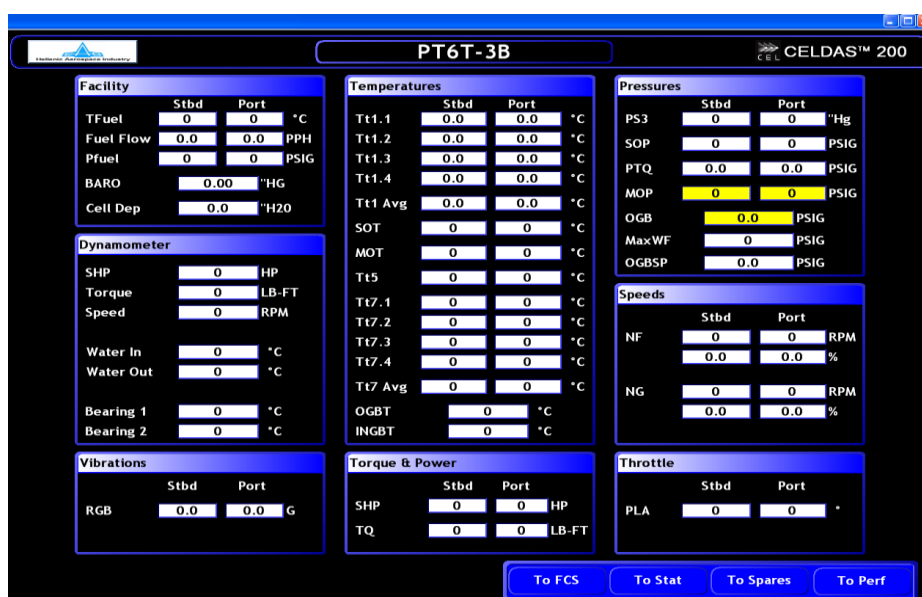 Hellenic Aerospace Industry
PT6T-3B
CEL
CELDAS™ 200
Facility
Stbd Port
TFuel 0 0 °C
Fuel Flow 0.0 0.0 PPH
Pfuel 0 0 PSIG
BARO 0.00 "HG
Cell Dep 0.0 "H20
Dynamometer
SHP 0 HP
Torque 0 LB-FT
Speed 0 RPM
Water In 0 °C
Water Out 0 °C
Bearing 1 0 °C
Bearing 2 0 °C
Vibrations
Stbd Port
RGB 0.0 0.0 G
Temperatures
Stbd Port
Tt1.1 0.0 0.0 °C
Tt1.2 0.0 0.0 °C
Tt1.3 0.0 0.0 °C
Tt1.4 0.0 0.0 °C
Tt1 Avg 0.0 0.0 °C
SOT 0 0 °C
MOT 0 0 °C
Tt5 0 0 °C
Tt7.1 0 0 °C
Tt7.2 0 0 °C
Tt7.3 0 0 °C
Tt7.4 0 0 °C
Tt7 Avg 0 0 °C
OGBT 0 °C
INGBT 0 °C
Torque & Power
Stbd Port
SHP 0 0 HP
TQ 0 0 LB-FT
Pressures
Stbd Port
PS3 0 0 "Hg
SOP 0 0 PSIG
PTQ 0.0 0.0 PSIG
MOP 0 0 PSIG
OGB 0.0 PSIG
MaxWF 0 PSIG
OGBSP 0.0 PSIG
Speeds
Stbd Port
NF 0 0 RPM
0.0 0.0 %
NG 0 0 RPM
0.0 0.0 %
Throttle
Stbd Port
PLA 0 0 °
To FCS
To Stat
To Spares
To Perf